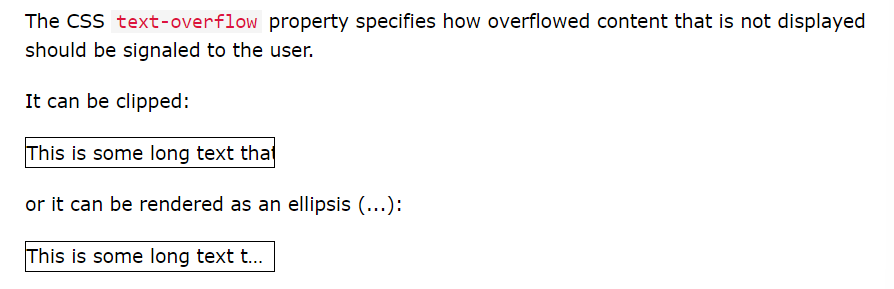 The CSS text-overflow property specifies how overflowed content that is not displayed
should be signaled to the user.
It can be clipped:
This is some long text that
or it can be rendered as an ellipsis (...):
This is some long text t...